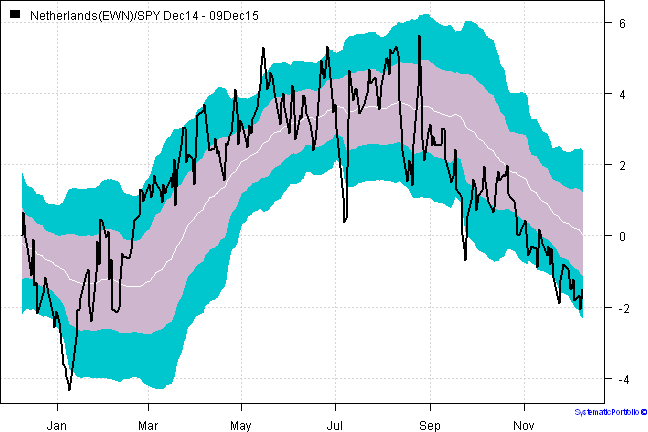 Netherlands(EWN)/SPY Dec14 - 09Dec15
6
4
2
0
-2
-4
Jan Mar May Jul Sep Nov
SystematicPortfolio ©